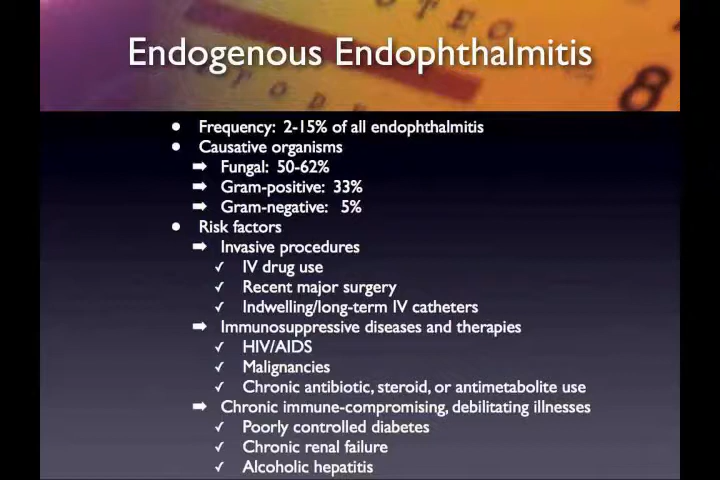 Endogenous Endophthalmitis
● Frequency: 2-15% of all endophthalmitis
● Causative organisms
➡ Fungal: 50-62%
➡ Gram-positive: 33%
➡ Gram-negative: 5%
● Risk factors
➡ Invasive procedures
✓ IV drug use
✓ Recent major surgery
✓ Indwelling/long-term IV catheters
➡ Immunosuppressive diseases and therapies
✓ HIV/AIDS
✓ Malignancies
✓ Chronic antibiotic, steroid, or antimetabolite use
➡ Chronic immune-compromising, debilitating illnesses
✓ Poorly controlled diabetes
✓ Chronic renal failure
✓ Alcoholic hepatitis